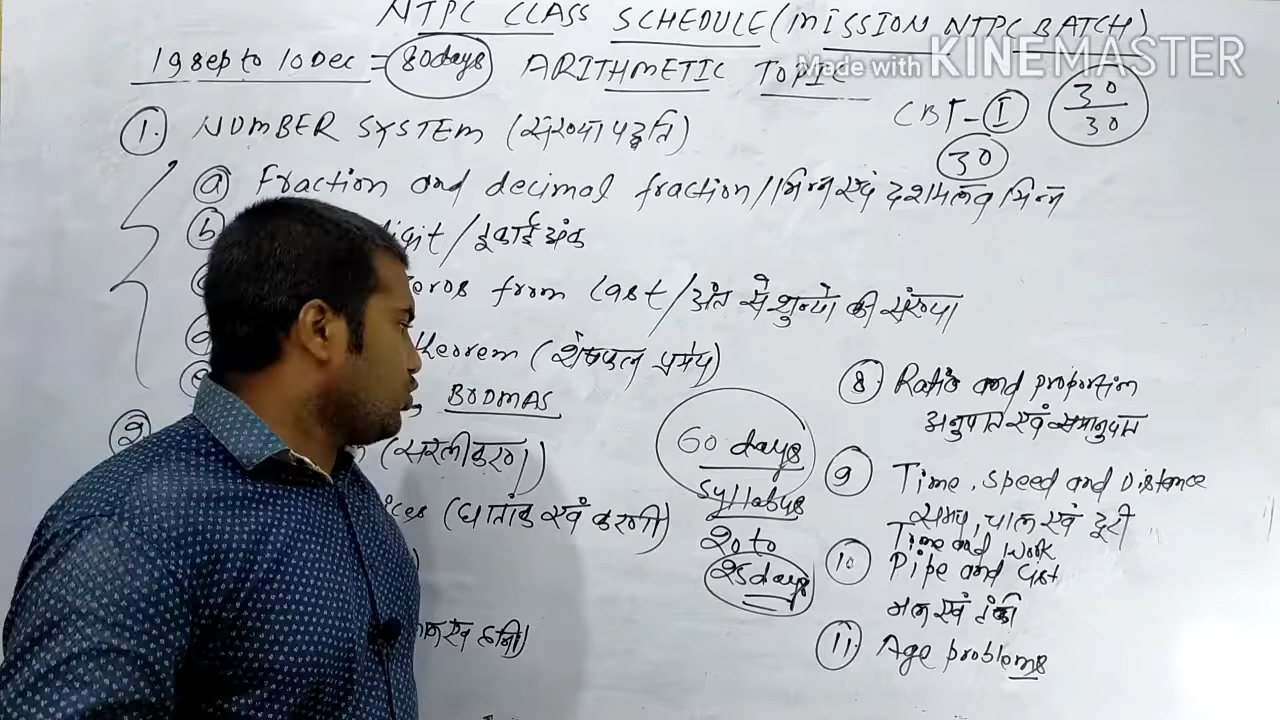 NTPC CLASS SCHEDULE (MISSION NTPC BATCH)
19 Sep to 10 Dec = 80 days ARITHMETIC TOPIC
Made with KINEMASTER
CBT-I 30/30
30
1. NUMBER SYSTEM (संख्या पद्धति)
a Fraction and decimal fraction/भिन्न एवं दशमलव भिन्न
b digit/इकाई अंक
zeros from last/अंत से शुन्यो की संख्या
theorem (शेषफल प्रमेय)
BODMAS
2 (सरलीकरण)
(घातांक एवं करणी)
60 days
Syllabus
20 to
25 days
एवं हानि)
8. Ratio and proportion
अनुपात एवं समानुपात
9 Time, Speed and Distance
समय, चाल एवं दूरी
Time and Work
10 Pipe and Cist
नल एवं टंकी
11. Age problems